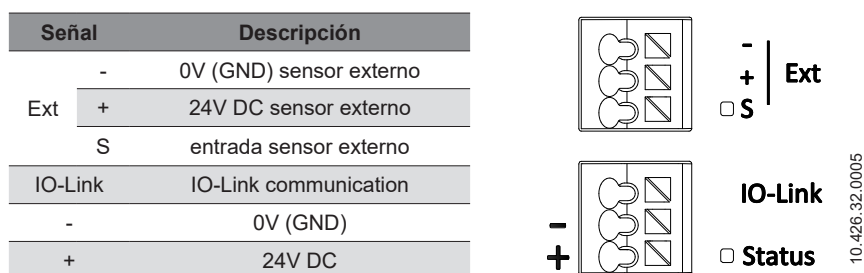 Señal Descripción
Ext - 0V (GND) sensor externo
+ 24V DC sensor externo
S entrada sensor externo
IO-Link IO-Link communication
- 0V (GND)
+ 24V DC
-
+ Ext
S
IO-Link
-
+ Status
10.426.32.0005